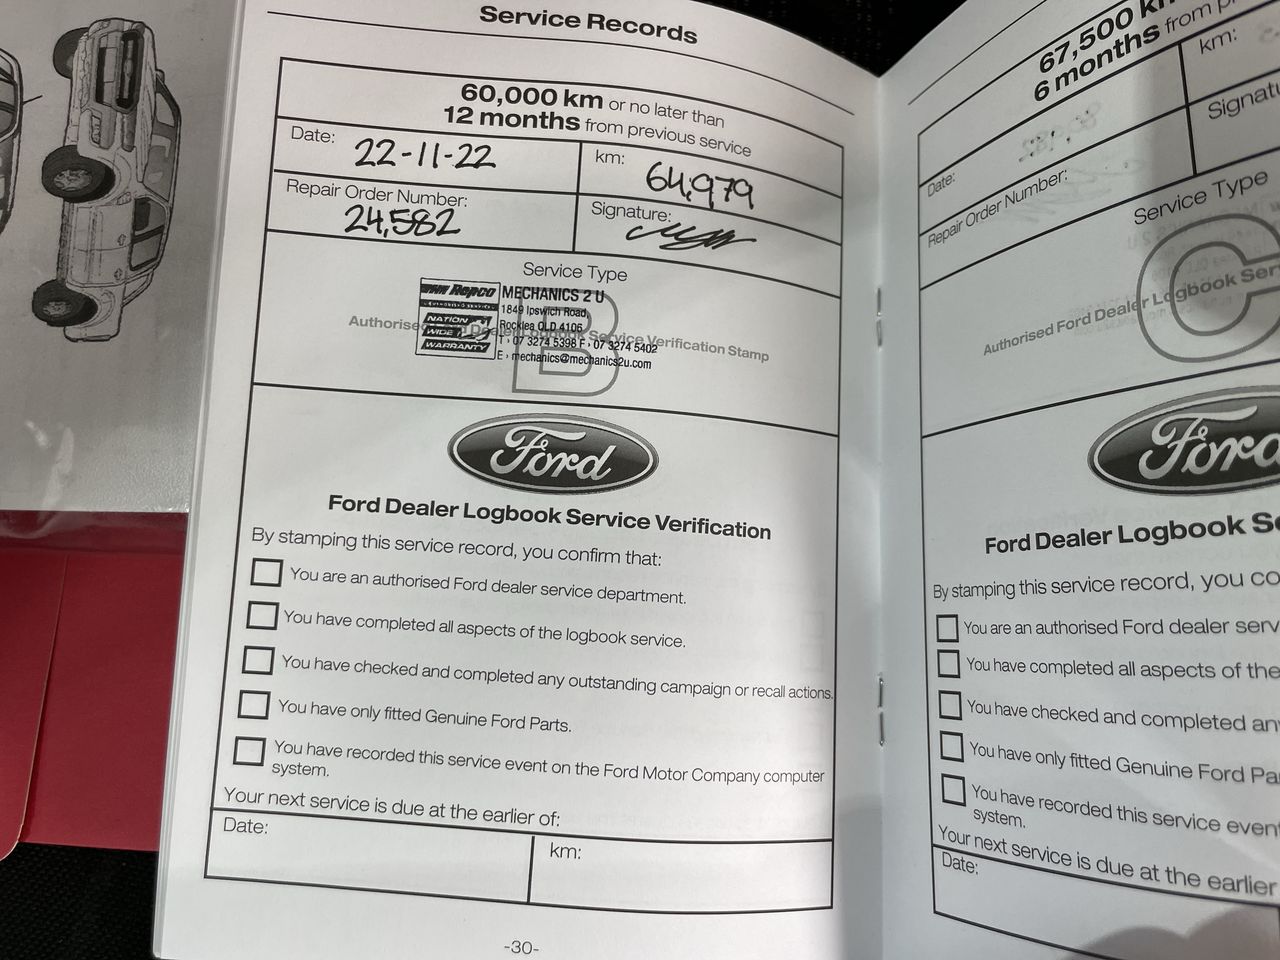 Service Records
60,000 km or no later than
12 months from previous service
Date: 22-11-22
km: 64,979
Repair Order Number: 24,582
Signature:
Service Type
B
Authorised Ford Dealer Logbook Service Verification Stamp
Repco
NATION
WIDE
WARRANTY
MECHANICS 2 U
1849 Ipswich Road,
Rocklea QLD 4106
T › 07 3274 5398 F › 07 3274 5402
E › mechanics@mechanics2u.com
Ford
Ford Dealer Logbook Service Verification
By stamping this service record, you confirm that:
You are an authorised Ford dealer service department.
You have completed all aspects of the logbook service.
You have checked and completed any outstanding campaign or recall actions.
You have only fitted Genuine Ford Parts.
You have recorded this service event on the Ford Motor Company computer
system.
Your next service is due at the earlier of:
Date:
km:
-30-
67,500 km
6 months from
km:
Date:
Repair Order Number:
Service Type
C
Authorised Ford Dealer Logbook
Ford
Ford Dealer Logbook
By stamping this service record, you
You are an authorised Ford dealer
You have completed all aspects of the
You have checked and completed
You have only fitted Genuine Ford
You have recorded this service
system.
Your next service is due at the earlier
Date: